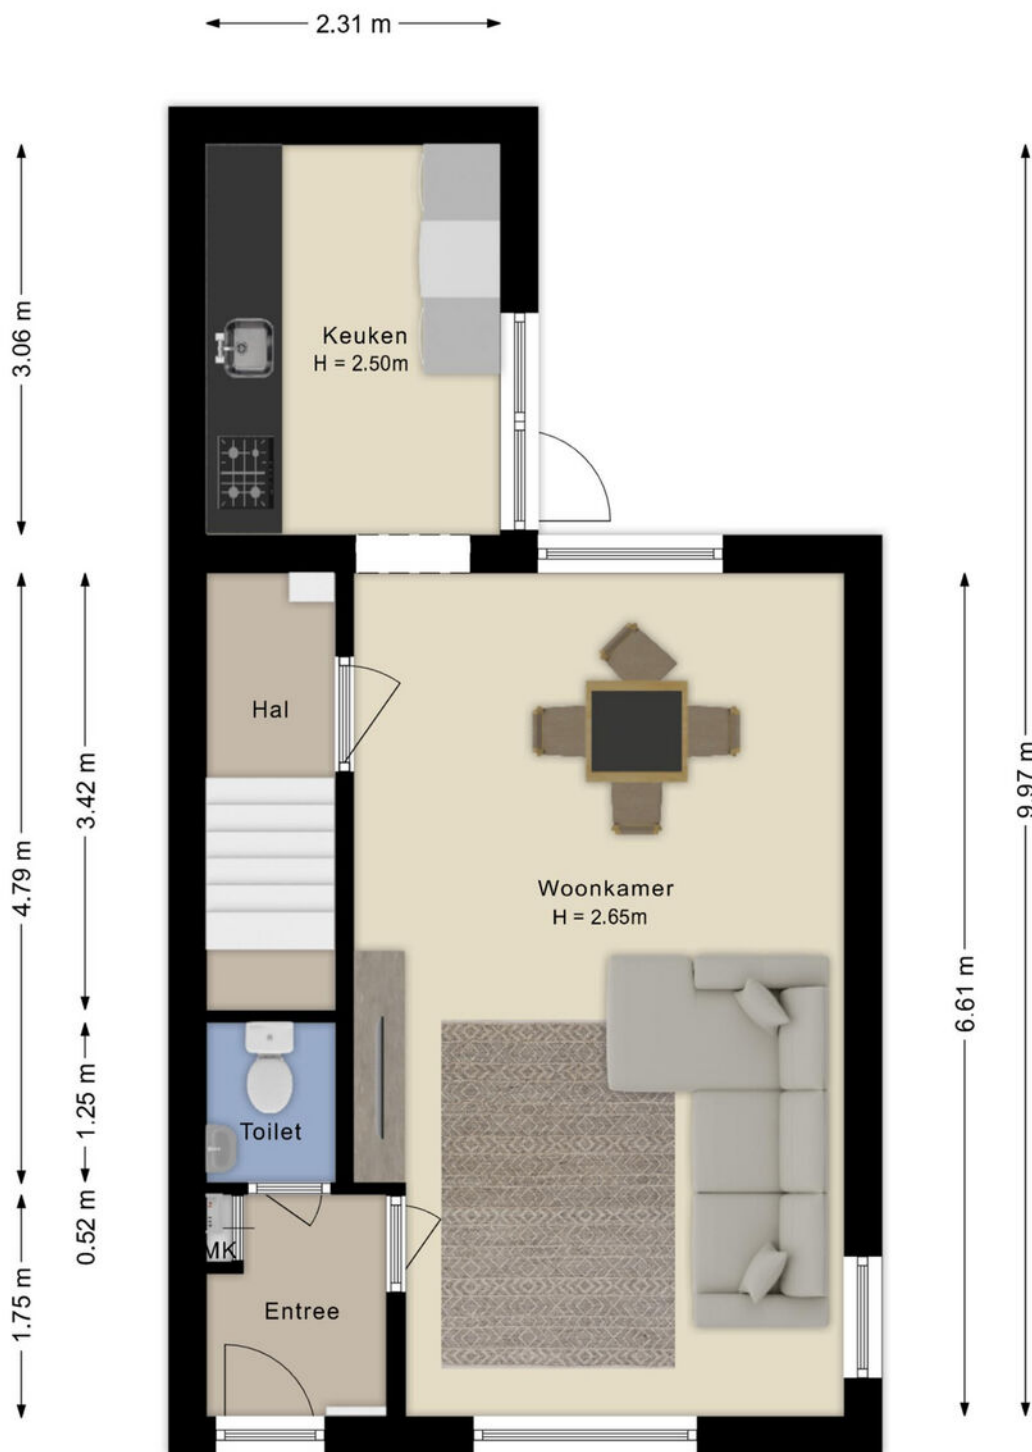 2.31 m
3.06 m
Keuken
H = 2.50m
Hal
3.42 m
4.79 m
9.97 m
Woonkamer
H = 2.65m
6.61 m
1.25 m
Toilet
0.52 m
MK
1.75 m
Entree